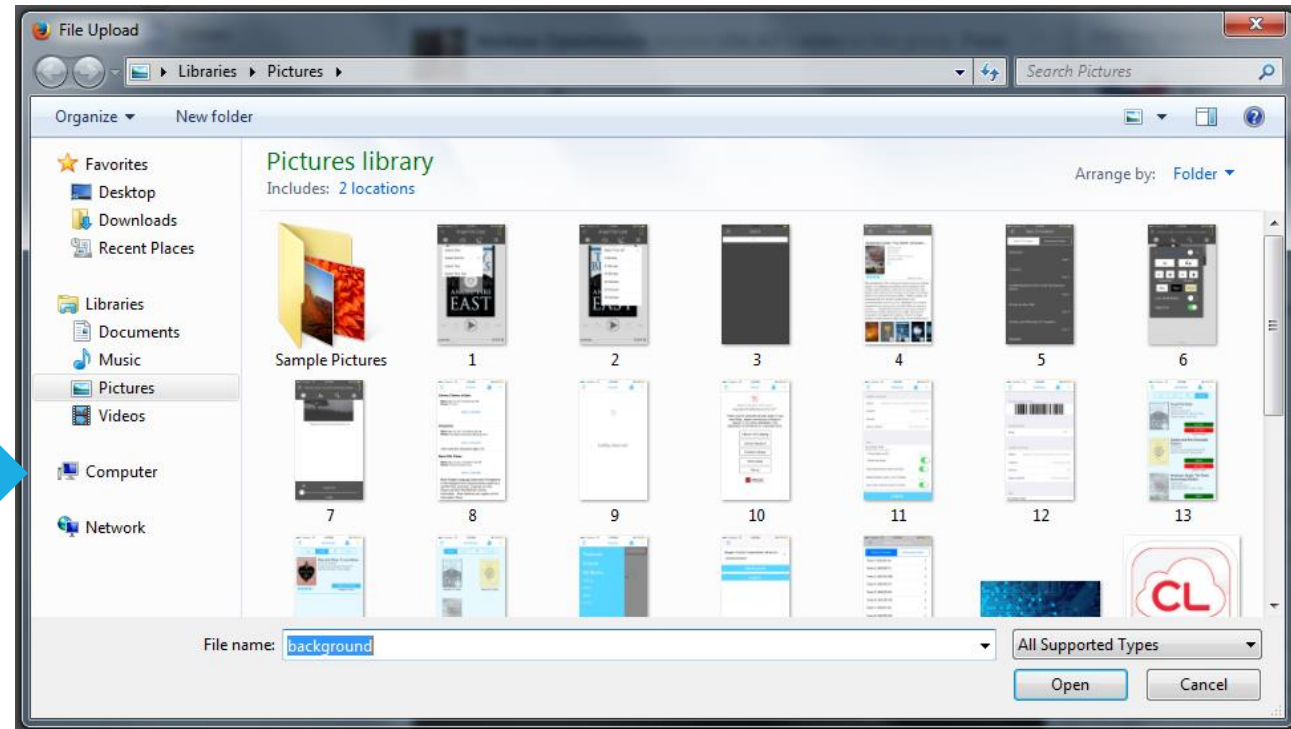 File Upload
Libraries Pictures
Search Pictures
Organize New folder
Favorites
Desktop
Downloads
Recent Places
Libraries
Documents
Music
Pictures
Videos
Computer
Network
Pictures library
Includes: 2 locations
Arrange by: Folder
EAST
Sample Pictures 1 2 3 4 5 6
7 8 9 10 11 12 13
CL
File name: background
All Supported Types
Open Cancel